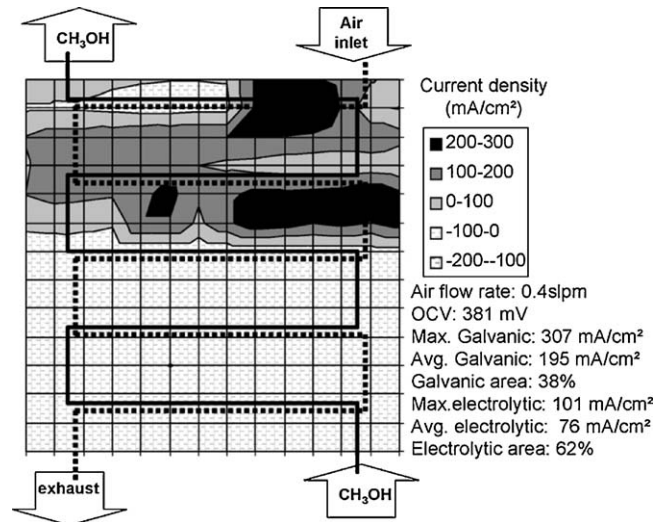 CH₃OH
Air
inlet
Current density
(mA/cm²)
200-300
100-200
0-100
-100-0
-200--100
Air flow rate: 0.4slpm
OCV: 381 mV
Max. Galvanic: 307 mA/cm²
Avg. Galvanic: 195 mA/cm²
Galvanic area: 38%
Max.electrolytic: 101 mA/cm²
Avg. electrolytic: 76 mA/cm²
Electrolytic area: 62%
exhaust
CH₃OH